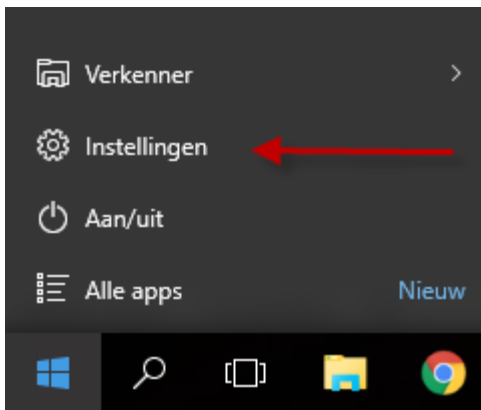 Verkenner
Instellingen
Aan/uit
Alle apps
Nieuw